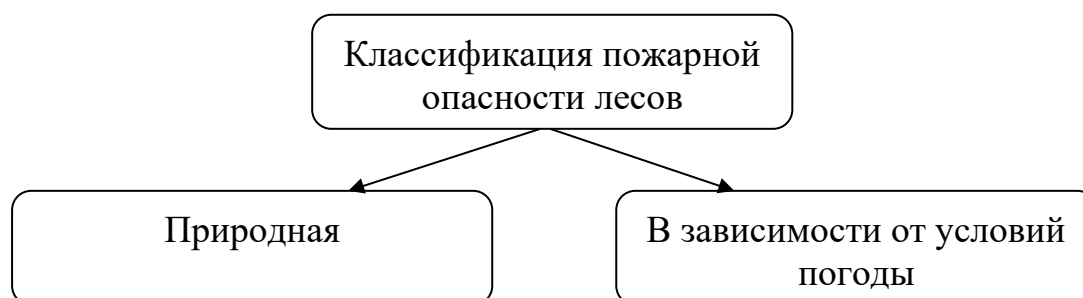 Классификация пожарной
опасности лесов
Природная
В зависимости от условий
погоды